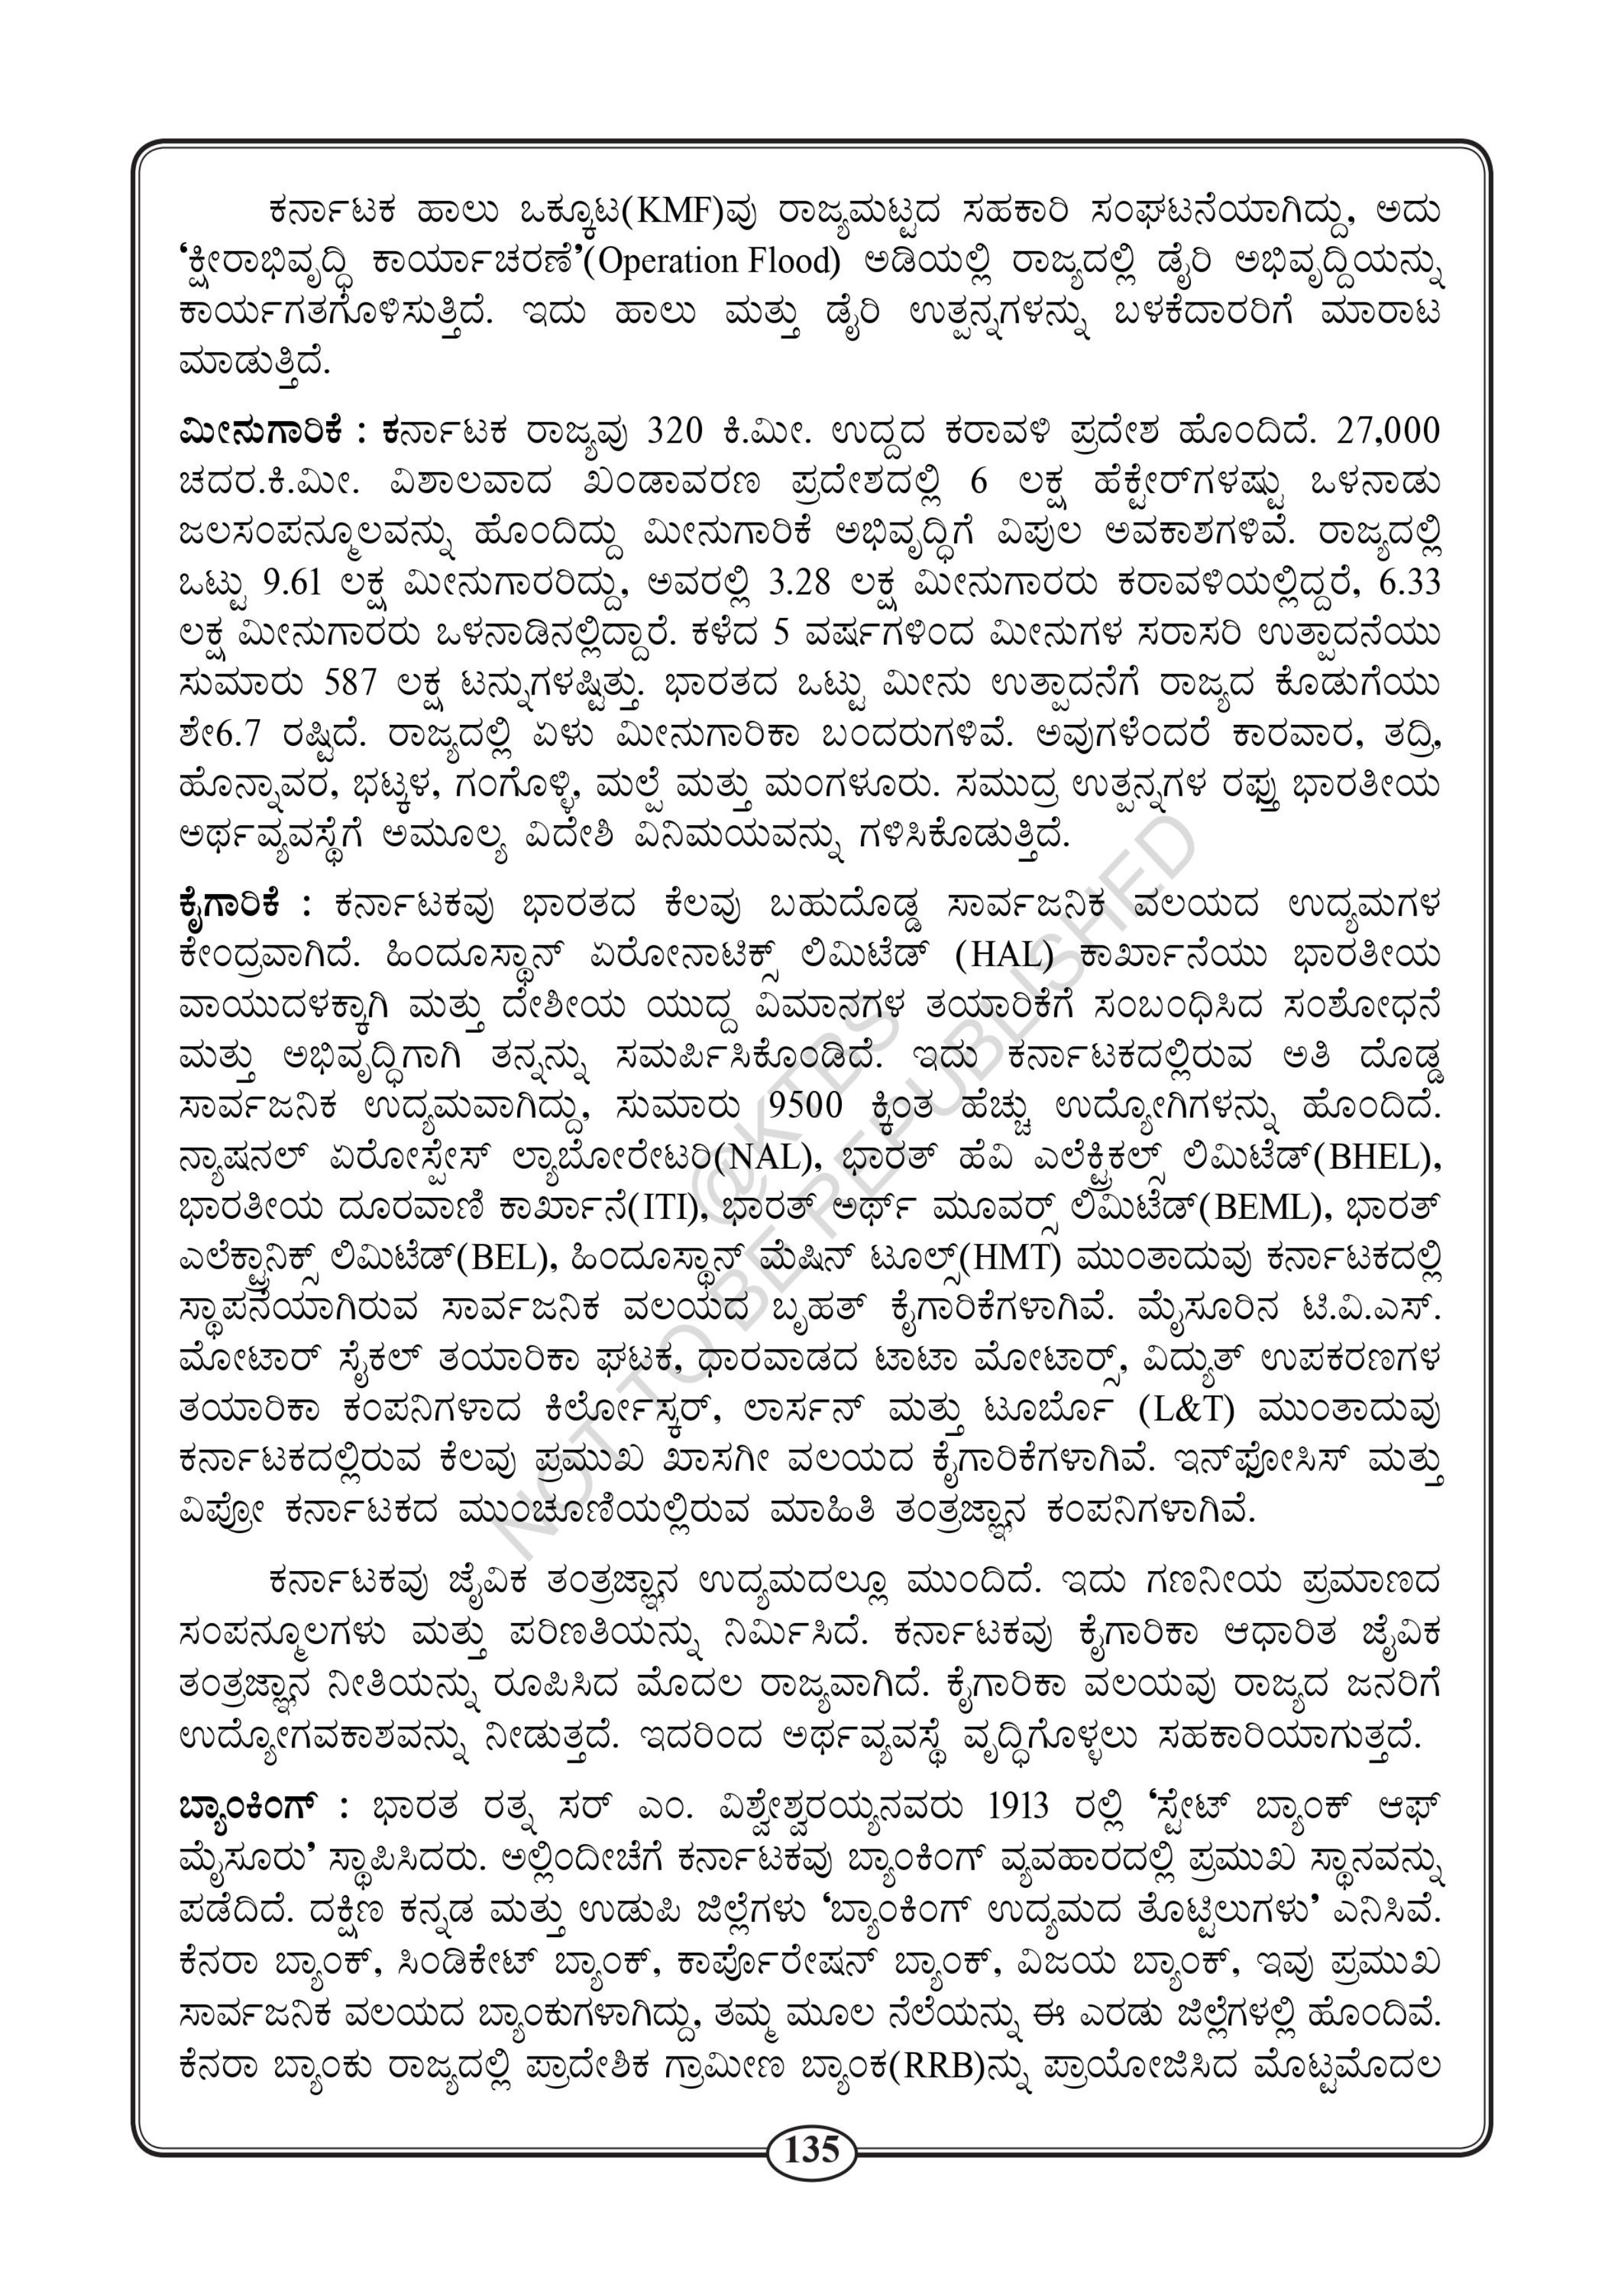 ಕರ್ನಾಟಕ ಹಾಲು ಒಕ್ಕೂಟ(KMF)ವು ರಾಜ್ಯಮಟ್ಟದ ಸಹಕಾರಿ ಸಂಘಟನೆಯಾಗಿದ್ದು, ಅದು
‘ಕ್ಷೀರಾಭಿವೃದ್ಧಿ ಕಾರ್ಯಾಚರಣೆ’(Operation Flood) ಅಡಿಯಲ್ಲಿ ರಾಜ್ಯದಲ್ಲಿ ಡೈರಿ ಅಭಿವೃದ್ದಿಯನ್ನು
ಕಾರ್ಯಗತಗೊಳಿಸುತ್ತಿದೆ. ಇದು ಹಾಲು ಮತ್ತು ಡೈರಿ ಉತ್ಪನ್ನಗಳನ್ನು ಬಳಕೆದಾರರಿಗೆ ಮಾರಾಟ
ಮಾಡುತ್ತಿದೆ.
ಮೀನುಗಾರಿಕೆ : ಕರ್ನಾಟಕ ರಾಜ್ಯವು 320 ಕಿ.ಮೀ. ಉದ್ದದ ಕರಾವಳಿ ಪ್ರದೇಶ ಹೊಂದಿದೆ. 27,000
ಚದರ.ಕಿ.ಮೀ. ವಿಶಾಲವಾದ ಖಂಡಾವರಣ ಪ್ರದೇಶದಲ್ಲಿ 6 ಲಕ್ಷ ಹೆಕ್ಟೇರ್‌ಗಳಷ್ಟು ಒಳನಾಡು
ಜಲಸಂಪನ್ಮೂಲವನ್ನು ಹೊಂದಿದ್ದು ಮೀನುಗಾರಿಕೆ ಅಭಿವೃದ್ಧಿಗೆ ವಿಪುಲ ಅವಕಾಶಗಳಿವೆ. ರಾಜ್ಯದಲ್ಲಿ
ಒಟ್ಟು 9.61 ಲಕ್ಷ ಮೀನುಗಾರರಿದ್ದು, ಅವರಲ್ಲಿ 3.28 ಲಕ್ಷ ಮೀನುಗಾರರು ಕರಾವಳಿಯಲ್ಲಿದ್ದರೆ, 6.33
ಲಕ್ಷ ಮೀನುಗಾರರು ಒಳನಾಡಿನಲ್ಲಿದ್ದಾರೆ. ಕಳೆದ 5 ವರ್ಷಗಳಿಂದ ಮೀನುಗಳ ಸರಾಸರಿ ಉತ್ಪಾದನೆಯು
ಸುಮಾರು 587 ಲಕ್ಷ ಟನ್ನುಗಳಷ್ಟಿತ್ತು. ಭಾರತದ ಒಟ್ಟು ಮೀನು ಉತ್ಪಾದನೆಗೆ ರಾಜ್ಯದ ಕೊಡುಗೆಯು
ಶೇ6.7 ರಷ್ಟಿದೆ. ರಾಜ್ಯದಲ್ಲಿ ಏಳು ಮೀನುಗಾರಿಕಾ ಬಂದರುಗಳಿವೆ. ಅವುಗಳೆಂದರೆ ಕಾರವಾರ, ತದ್ರಿ,
ಹೊನ್ನಾವರ, ಭಟ್ಕಳ, ಗಂಗೊಳ್ಳಿ, ಮಲ್ಪೆ ಮತ್ತು ಮಂಗಳೂರು. ಸಮುದ್ರ ಉತ್ಪನ್ನಗಳ ರಫ್ತು ಭಾರತೀಯ
ಅರ್ಥವ್ಯವಸ್ಥೆಗೆ ಅಮೂಲ್ಯ ವಿದೇಶಿ ವಿನಿಮಯವನ್ನು ಗಳಿಸಿಕೊಡುತ್ತಿದೆ.
ಕೈಗಾರಿಕೆ : ಕರ್ನಾಟಕವು ಭಾರತದ ಕೆಲವು ಬಹುದೊಡ್ಡ ಸಾರ್ವಜನಿಕ ವಲಯದ ಉದ್ಯಮಗಳ
ಕೇಂದ್ರವಾಗಿದೆ. ಹಿಂದೂಸ್ಥಾನ್ ಏರೋನಾಟಿಕ್ಸ್ ಲಿಮಿಟೆಡ್ (HAL) ಕಾರ್ಖಾನೆಯು ಭಾರತೀಯ
ವಾಯುದಳಕ್ಕಾಗಿ ಮತ್ತು ದೇಶೀಯ ಯುದ್ದ ವಿಮಾನಗಳ ತಯಾರಿಕೆಗೆ ಸಂಬಂಧಿಸಿದ ಸಂಶೋಧನೆ
ಮತ್ತು ಅಭಿವೃದ್ಧಿಗಾಗಿ ತನ್ನನ್ನು ಸಮರ್ಪಿಸಿಕೊಂಡಿದೆ. ಇದು ಕರ್ನಾಟಕದಲ್ಲಿರುವ ಅತಿ ದೊಡ್ಡ
ಸಾರ್ವಜನಿಕ ಉದ್ಯಮವಾಗಿದ್ದು, ಸುಮಾರು 9500 ಕ್ಕಿಂತ ಹೆಚ್ಚು ಉದ್ಯೋಗಿಗಳನ್ನು ಹೊಂದಿದೆ.
ನ್ಯಾಷನಲ್ ಏರೋಸ್ಪೇಸ್ ಲ್ಯಾಬೋರೇಟರಿ(NAL), ಭಾರತ್ ಹೆವಿ ಎಲೆಕ್ಟ್ರಿಕಲ್ಸ್ ಲಿಮಿಟೆಡ್(BHEL),
ಭಾರತೀಯ ದೂರವಾಣಿ ಕಾರ್ಖಾನೆ(ITI), ಭಾರತ್ ಅರ್ಥ್ ಮೂವರ್ಸ್ ಲಿಮಿಟೆಡ್(BEML), ಭಾರತ್
ಎಲೆಕ್ಟ್ರಾನಿಕ್ಸ್ ಲಿಮಿಟೆಡ್(BEL), ಹಿಂದೂಸ್ಥಾನ್ ಮೆಷಿನ್ ಟೂಲ್ಸ್(HMT) ಮುಂತಾದುವು ಕರ್ನಾಟಕದಲ್ಲಿ
ಸ್ಥಾಪನೆಯಾಗಿರುವ ಸಾರ್ವಜನಿಕ ವಲಯದ ಬೃಹತ್ ಕೈಗಾರಿಕೆಗಳಾಗಿವೆ. ಮೈಸೂರಿನ ಟಿ.ವಿ.ಎಸ್.
ಮೋಟಾರ್ ಸೈಕಲ್ ತಯಾರಿಕಾ ಘಟಕ, ಧಾರವಾಡದ ಟಾಟಾ ಮೋಟಾರ್ಸ್, ವಿದ್ಯುತ್ ಉಪಕರಣಗಳ
ತಯಾರಿಕಾ ಕಂಪನಿಗಳಾದ ಕಿರ್ಲೋಸ್ಕರ್, ಲಾರ್ಸನ್ ಮತ್ತು ಟೂರ್ಬೊ (L&T) ಮುಂತಾದುವು
ಕರ್ನಾಟಕದಲ್ಲಿರುವ ಕೆಲವು ಪ್ರಮುಖ ಖಾಸಗೀ ವಲಯದ ಕೈಗಾರಿಕೆಗಳಾಗಿವೆ. ಇನ್‌ಫೋಸಿಸ್ ಮತ್ತು
ವಿಪ್ರೋ ಕರ್ನಾಟಕದ ಮುಂಚೂಣಿಯಲ್ಲಿರುವ ಮಾಹಿತಿ ತಂತ್ರಜ್ಞಾನ ಕಂಪನಿಗಳಾಗಿವೆ.
ಕರ್ನಾಟಕವು ಜೈವಿಕ ತಂತ್ರಜ್ಞಾನ ಉದ್ಯಮದಲ್ಲೂ ಮುಂದಿದೆ. ಇದು ಗಣನೀಯ ಪ್ರಮಾಣದ
ಸಂಪನ್ಮೂಲಗಳು ಮತ್ತು ಪರಿಣತಿಯನ್ನು ನಿರ್ಮಿಸಿದೆ. ಕರ್ನಾಟಕವು ಕೈಗಾರಿಕಾ ಆಧಾರಿತ ಜೈವಿಕ
ತಂತ್ರಜ್ಞಾನ ನೀತಿಯನ್ನು ರೂಪಿಸಿದ ಮೊದಲ ರಾಜ್ಯವಾಗಿದೆ. ಕೈಗಾರಿಕಾ ವಲಯವು ರಾಜ್ಯದ ಜನರಿಗೆ
ಉದ್ಯೋಗವಕಾಶವನ್ನು ನೀಡುತ್ತದೆ. ಇದರಿಂದ ಅರ್ಥವ್ಯವಸ್ಥೆ ವೃದ್ಧಿಗೊಳ್ಳಲು ಸಹಕಾರಿಯಾಗುತ್ತದೆ.
ಬ್ಯಾಂಕಿಂಗ್ : ಭಾರತ ರತ್ನ ಸರ್ ಎಂ. ವಿಶ್ವೇಶ್ವರಯ್ಯನವರು 1913 ರಲ್ಲಿ ‘ಸ್ಟೇಟ್ ಬ್ಯಾಂಕ್ ಆಫ್
ಮೈಸೂರು’ ಸ್ಥಾಪಿಸಿದರು. ಅಲ್ಲಿಂದೀಚೆಗೆ ಕರ್ನಾಟಕವು ಬ್ಯಾಂಕಿಂಗ್ ವ್ಯವಹಾರದಲ್ಲಿ ಪ್ರಮುಖ ಸ್ಥಾನವನ್ನು
ಪಡೆದಿದೆ. ದಕ್ಷಿಣ ಕನ್ನಡ ಮತ್ತು ಉಡುಪಿ ಜಿಲ್ಲೆಗಳು ‘ಬ್ಯಾಂಕಿಂಗ್ ಉದ್ಯಮದ ತೊಟ್ಟಿಲುಗಳು’ ಎನಿಸಿವೆ.
ಕೆನರಾ ಬ್ಯಾಂಕ್, ಸಿಂಡಿಕೇಟ್ ಬ್ಯಾಂಕ್, ಕಾರ್ಪೊರೇಷನ್ ಬ್ಯಾಂಕ್, ವಿಜಯ ಬ್ಯಾಂಕ್, ಇವು ಪ್ರಮುಖ
ಸಾರ್ವಜನಿಕ ವಲಯದ ಬ್ಯಾಂಕುಗಳಾಗಿದ್ದು, ತಮ್ಮ ಮೂಲ ನೆಲೆಯನ್ನು ಈ ಎರಡು ಜಿಲ್ಲೆಗಳಲ್ಲಿ ಹೊಂದಿವೆ.
ಕೆನರಾ ಬ್ಯಾಂಕು ರಾಜ್ಯದಲ್ಲಿ ಪ್ರಾದೇಶಿಕ ಗ್ರಾಮೀಣ ಬ್ಯಾಂಕ(RRB)ನ್ನು ಪ್ರಾಯೋಜಿಸಿದ ಮೊಟ್ಟಮೊದಲ
135
@KTBS
NOT TO BE REPUBLISHED